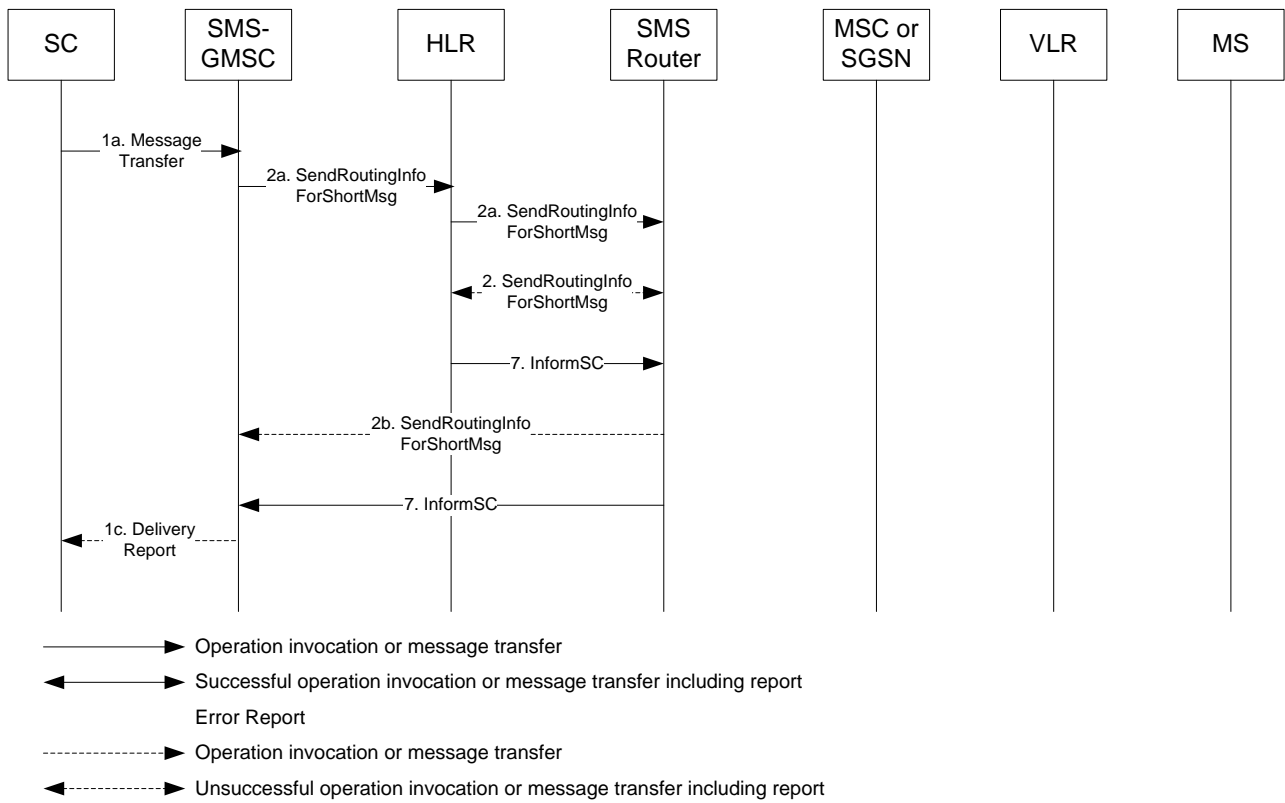 SC
SMS-
GMSC
HLR
SMS
Router
MSC or
SGSN
VLR
MS
1a. Message
Transfer
2a. SendRoutingInfo
ForShortMsg
2a. SendRoutingInfo
ForShortMsg
2. SendRoutingInfo
ForShortMsg
7. InformSC
2b. SendRoutingInfo
ForShortMsg
7. InformSC
1c. Delivery
Report
Operation invocation or message transfer
Successful operation invocation or message transfer including report
Error Report
Operation invocation or message transfer
Unsuccessful operation invocation or message transfer including report